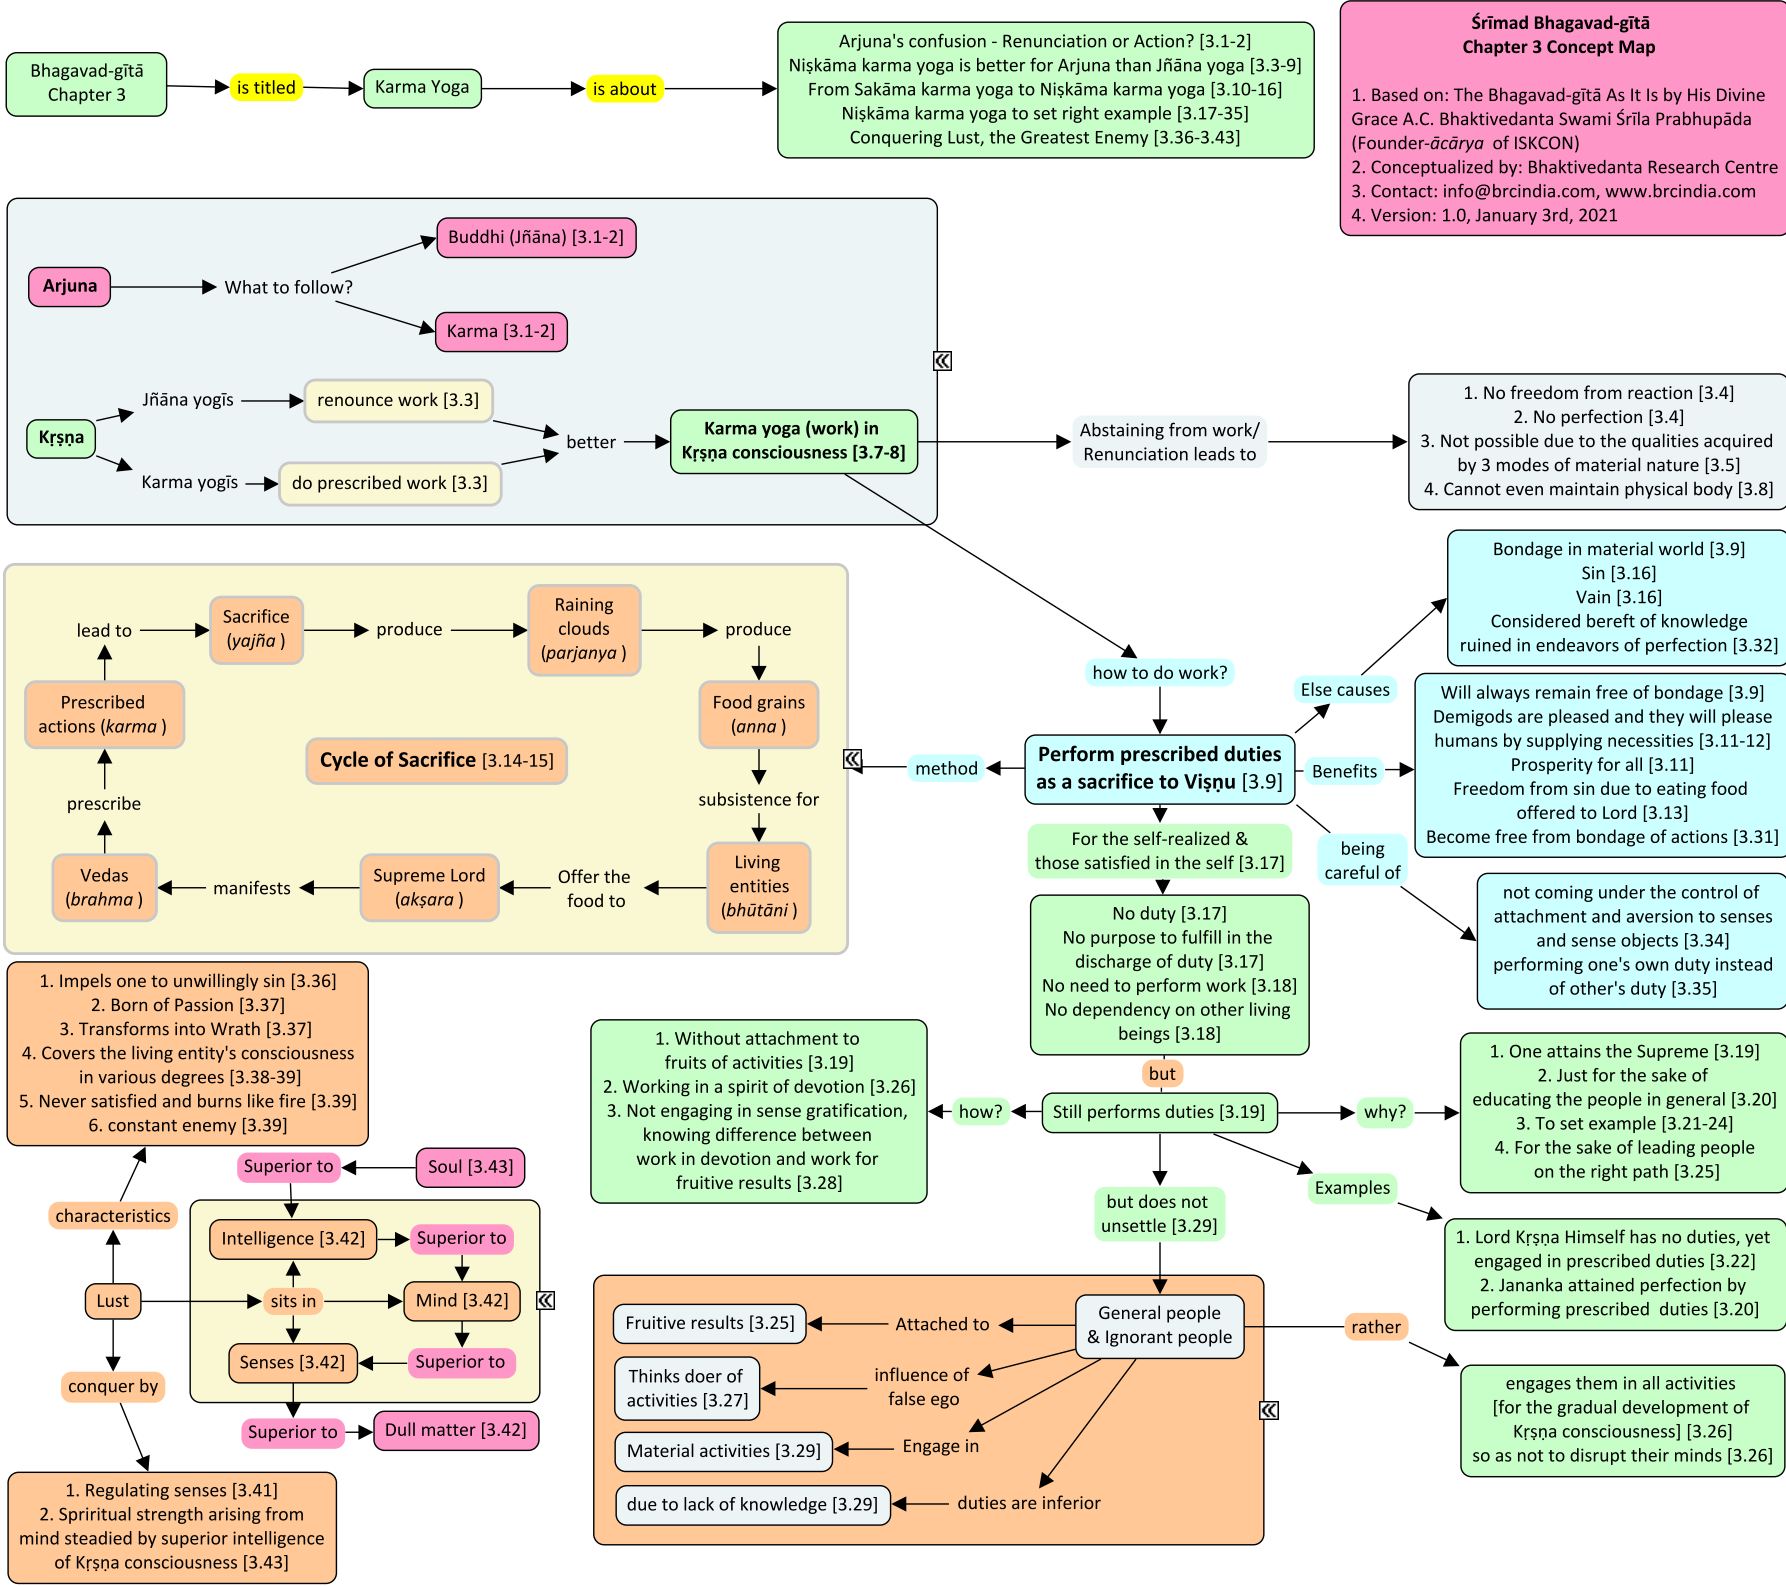 Bhagavad-gītā
Chapter 3
is titled
Karma Yoga
is about
Arjuna's confusion - Renunciation or Action? [3.1-2]
Niṣkāma karma yoga is better for Arjuna than Jñāna yoga [3.3-9]
From Sakāma karma yoga to Niṣkāma karma yoga [3.10-16]
Niṣkāma karma yoga to set right example [3.17-35]
Conquering Lust, the Greatest Enemy [3.36-3.43]
Śrīmad Bhagavad-gītā
Chapter 3 Concept Map
1. Based on: The Bhagavad-gītā As It Is by His Divine
Grace A.C. Bhaktivedanta Swami Śrīla Prabhupāda
(Founder-ācārya of ISKCON)
2. Conceptualized by: Bhaktivedanta Research Centre
3. Contact: info@brcindia.com, www.brcindia.com
4. Version: 1.0, January 3rd, 2021
Arjuna
What to follow?
Buddhi (Jñāna) [3.1-2]
Karma [3.1-2]
Kṛṣṇa
Jñāna yogīs
renounce work [3.3]
Karma yogīs
do prescribed work [3.3]
better
Karma yoga (work) in
Kṛṣṇa consciousness [3.7-8]
Abstaining from work/
Renunciation leads to
1. No freedom from reaction [3.4]
2. No perfection [3.4]
3. Not possible due to the qualities acquired
by 3 modes of material nature [3.5]
4. Cannot even maintain physical body [3.8]
how to do work?
Perform prescribed duties
as a sacrifice to Viṣṇu [3.9]
Else causes
Bondage in material world [3.9]
Sin [3.16]
Vain [3.16]
Considered bereft of knowledge
ruined in endeavors of perfection [3.32]
Benefits
Will always remain free of bondage [3.9]
Demigods are pleased and they will please
humans by supplying necessities [3.11-12]
Prosperity for all [3.11]
Freedom from sin due to eating food
offered to Lord [3.13]
Become free from bondage of actions [3.31]
being
careful of
not coming under the control of
attachment and aversion to senses
and sense objects [3.34]
performing one's own duty instead
of other's duty [3.35]
method
Cycle of Sacrifice [3.14-15]
lead to
Sacrifice
(yajña )
produce
Raining
clouds
(parjanya )
produce
Food grains
(anna )
subsistence for
Living
entities
(bhūtāni )
Offer the
food to
Supreme Lord
(akṣara )
manifests
Vedas
(brahma )
prescribe
Prescribed
actions (karma )
For the self-realized &
those satisfied in the self [3.17]
No duty [3.17]
No purpose to fulfill in the
discharge of duty [3.17]
No need to perform work [3.18]
No dependency on other living
beings [3.18]
but
Still performs duties [3.19]
how?
1. Without attachment to
fruits of activities [3.19]
2. Working in a spirit of devotion [3.26]
3. Not engaging in sense gratification,
knowing difference between
work in devotion and work for
fruitive results [3.28]
why?
1. One attains the Supreme [3.19]
2. Just for the sake of
educating the people in general [3.20]
3. To set example [3.21-24]
4. For the sake of leading people
on the right path [3.25]
Examples
1. Lord Kṛṣṇa Himself has no duties, yet
engaged in prescribed duties [3.22]
2. Jananka attained perfection by
performing prescribed duties [3.20]
but does not
unsettle [3.29]
General people
& Ignorant people
Attached to
Fruitive results [3.25]
influence of
false ego
Thinks doer of
activities [3.27]
Engage in
Material activities [3.29]
duties are inferior
due to lack of knowledge [3.29]
rather
engages them in all activities
[for the gradual development of
Kṛṣṇa consciousness] [3.26]
so as not to disrupt their minds [3.26]
1. Impels one to unwillingly sin [3.36]
2. Born of Passion [3.37]
3. Transforms into Wrath [3.37]
4. Covers the living entity's consciousness
in various degrees [3.38-39]
5. Never satisfied and burns like fire [3.39]
6. constant enemy [3.39]
characteristics
Lust
sits in
Superior to
Soul [3.43]
Intelligence [3.42]
Superior to
Mind [3.42]
Superior to
Senses [3.42]
Superior to
Dull matter [3.42]
conquer by
1. Regulating senses [3.41]
2. Spriritual strength arising from
mind steadied by superior intelligence
of Kṛṣṇa consciousness [3.43]